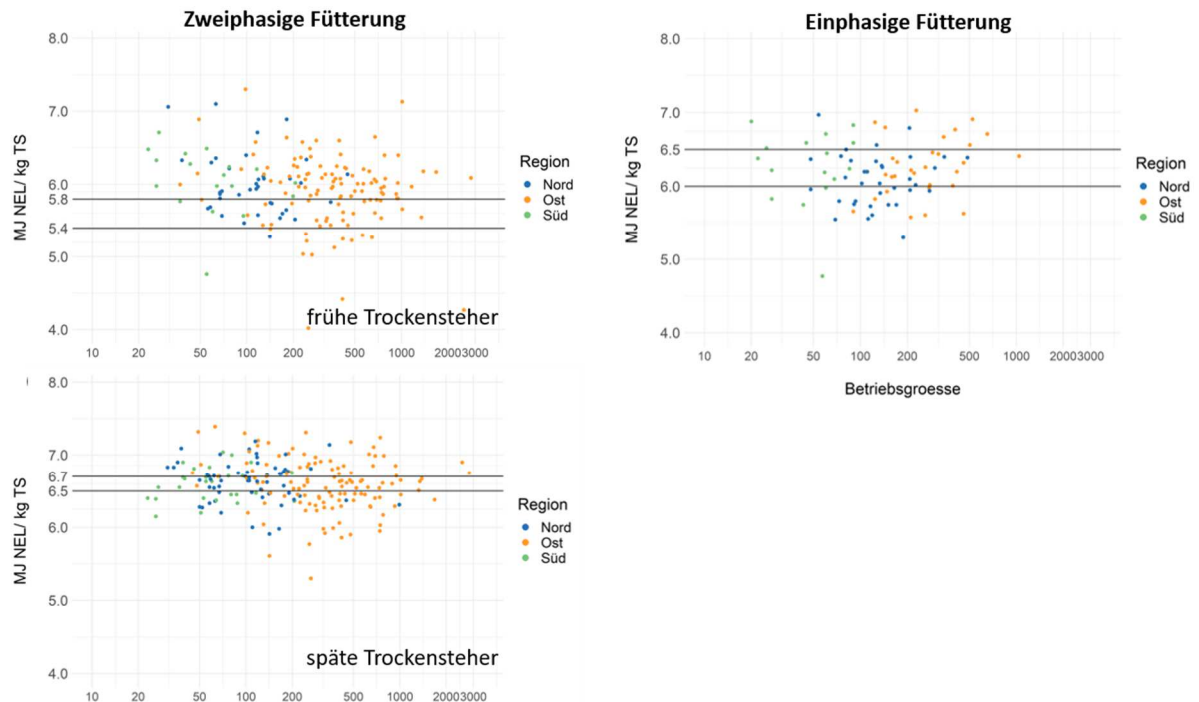 Zweiphasige Fütterung
8.0
7.0
6.0
5.8
5.4
5.0
4.0
MJ NEL/ kg TS
frühe Trockensteher
10 20 50 100 200 500 1000 20003000
Region
Nord
Ost
Süd
8.0
7.0
6.7
6.5
6.0
5.0
4.0
MJ NEL/ kg TS
späte Trockensteher
10 20 50 100 200 500 1000 20003000
Region
Nord
Ost
Süd
Einphasige Fütterung
8.0
7.0
6.5
6.0
5.0
4.0
MJ NEL/ kg TS
10 20 50 100 200 500 1000 20003000
Betriebsgroesse
Region
Nord
Ost
Süd